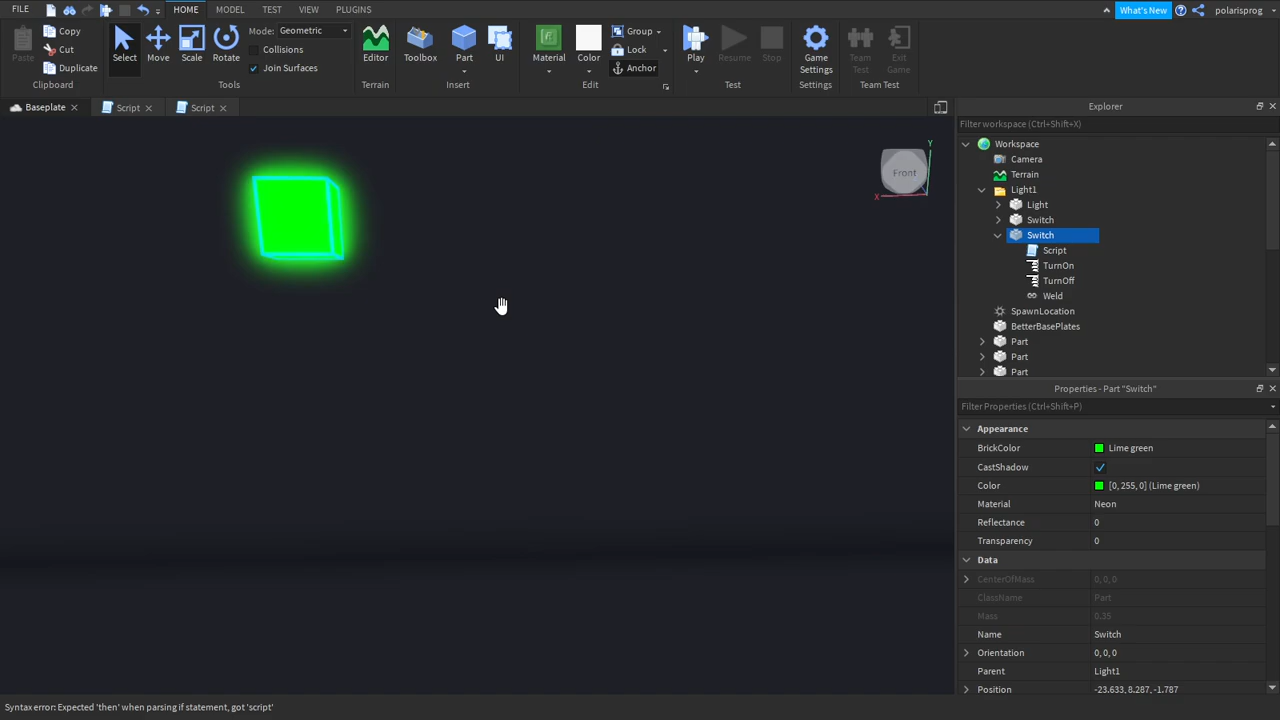 FILE HOME MODEL TEST VIEW PLUGINS What's New polarisprog
Paste Copy Cut Duplicate Select Move Scale Rotate Mode: Geometric Collisions Join Surfaces Editor Toolbox Part UI Material Color Group Lock Anchor Play Resume Stop Game Settings Team Test Exit Game
Clipboard Tools Terrain Insert Edit Test Settings Team Test
Baseplate Script Script
Explorer
Filter workspace (Ctrl+Shift+X)
Workspace
Camera
Terrain
Light1
Light
Switch
Switch
Script
TurnOn
TurnOff
Weld
SpawnLocation
BetterBasePlates
Part
Part
Part
Front
X
Y
Properties - Part "Switch"
Filter Properties (Ctrl+Shift+P)
Appearance
BrickColor Lime green
CastShadow
Color [0, 255, 0] (Lime green)
Material Neon
Reflectance 0
Transparency 0
Data
CenterOfMass 0, 0, 0
ClassName Part
Mass 0.35
Name Switch
Orientation 0, 0, 0
Parent Light1
Position -23.633, 8.287, -1.787
Syntax error: Expected 'then' when parsing if statement, got 'script'